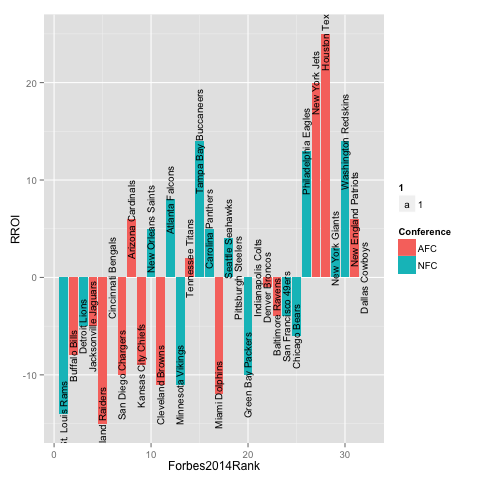 RROI
20
10
0
-10
St. Louis Rams
Buffalo Bills
Detroit Lions
Jacksonville Jaguars
land Raiders
Cincinnati Bengals
San Diego Chargers
Arizona Cardinals
Kansas City Chiefs
New Orleans Saints
Cleveland Browns
Atlanta Falcons
Minnesota Vikings
Tennessee Titans
Tampa Bay Buccaneers
Carolina Panthers
Miami Dolphins
Seattle Seahawks
Pittsburgh Steelers
Green Bay Packers
Indianapolis Colts
Denver Broncos
Baltimore Ravens
San Francisco 49ers
Chicago Bears
Philadelphia Eagles
New York Jets
Houston Tex
New York Giants
Washington Redskins
New England Patriots
Dallas Cowboys
0
10
20
30
Forbes2014Rank
1
a 1
Conference
AFC
NFC